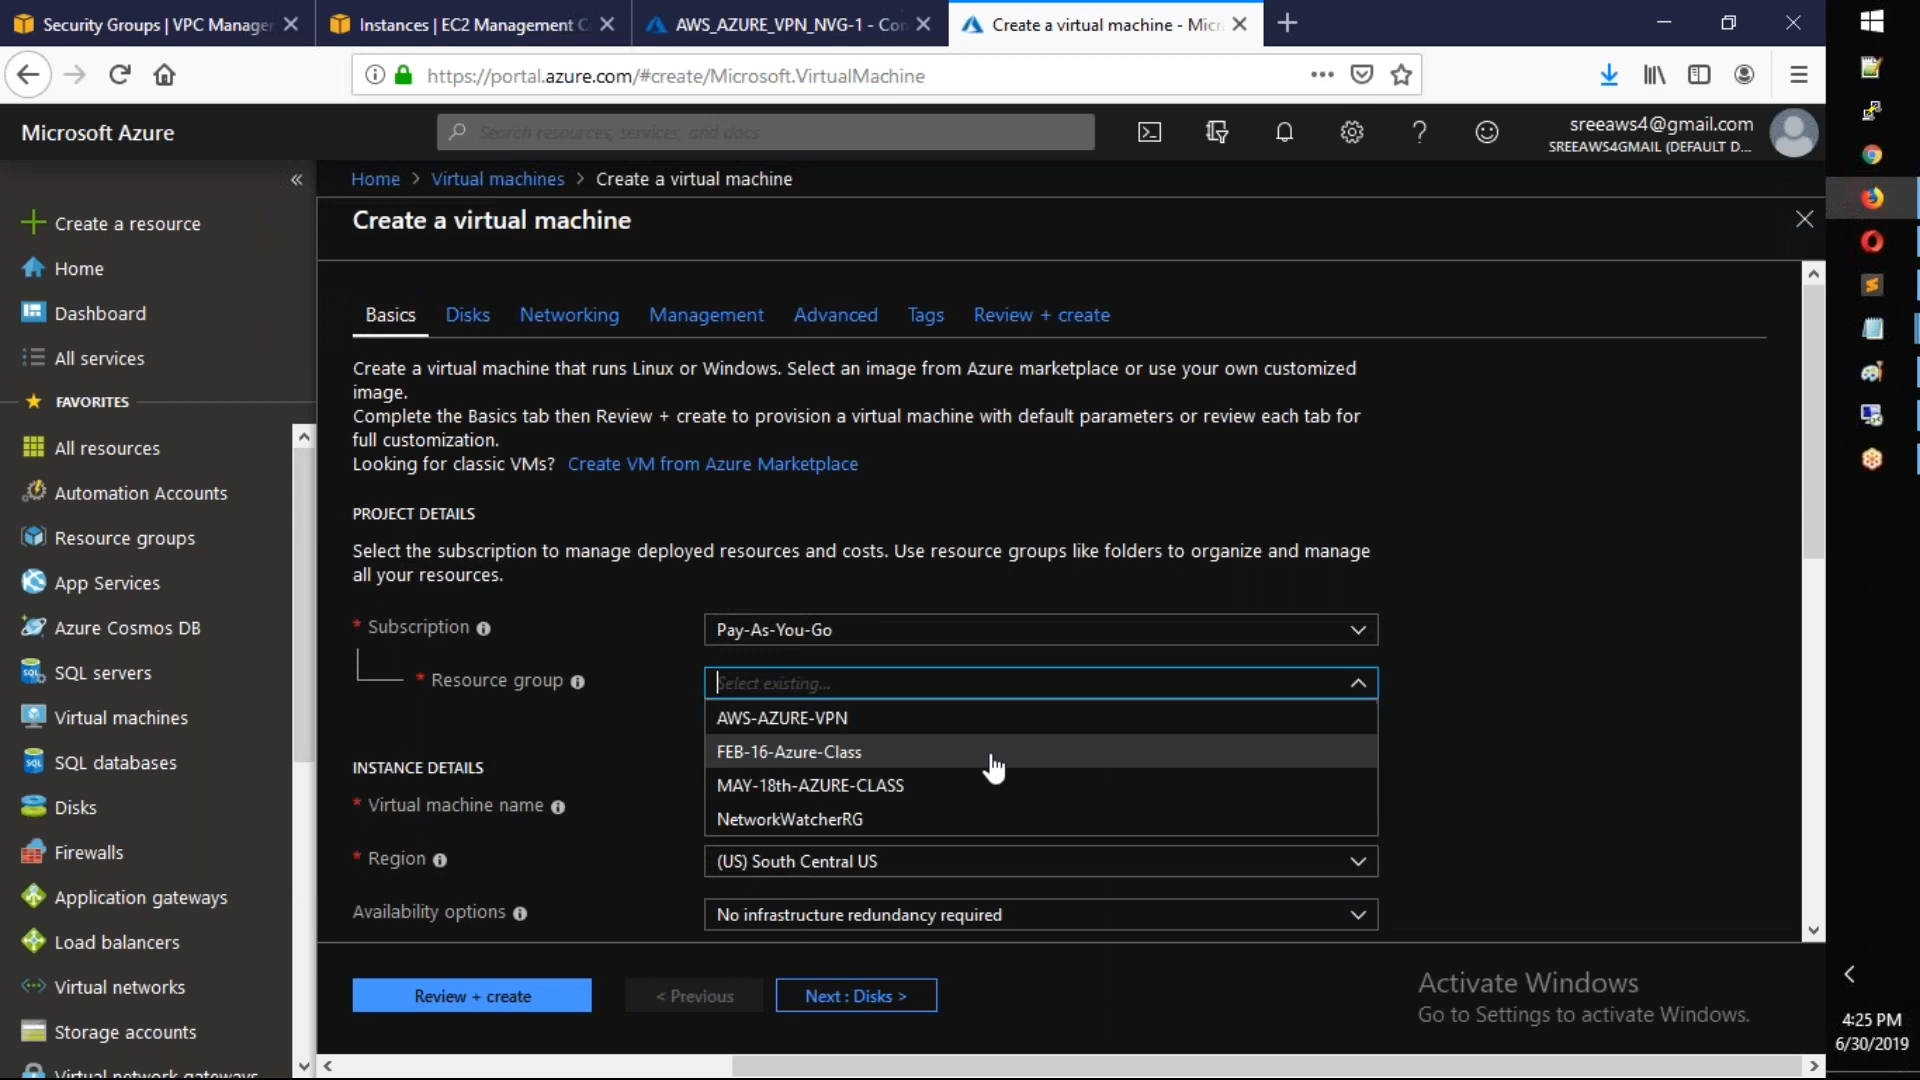 Security Groups | VPC Manage
Instances | EC2 Management C
AWS_AZURE_VPN_NVG-1 - Con
Create a virtual machine - Micr
https://portal.azure.com/#create/Microsoft.VirtualMachine
Microsoft Azure
Search resources, services, and docs
sreeaws4@gmail.com
SREEAWS4GMAIL (DEFAULT D...
Home > Virtual machines > Create a virtual machine
Create a virtual machine
Create a resource
Home
Dashboard
All services
FAVORITES
All resources
Automation Accounts
Resource groups
App Services
Azure Cosmos DB
SQL servers
Virtual machines
SQL databases
Disks
Firewalls
Application gateways
Load balancers
Virtual networks
Storage accounts
Virtual network gateways
Basics Disks Networking Management Advanced Tags Review + create
Create a virtual machine that runs Linux or Windows. Select an image from Azure marketplace or use your own customized
image.
Complete the Basics tab then Review + create to provision a virtual machine with default parameters or review each tab for
full customization.
Looking for classic VMs? Create VM from Azure Marketplace
PROJECT DETAILS
Select the subscription to manage deployed resources and costs. Use resource groups like folders to organize and manage
all your resources.
* Subscription
Pay-As-You-Go
* Resource group
Select existing...
AWS-AZURE-VPN
FEB-16-Azure-Class
MAY-18th-AZURE-CLASS
NetworkWatcherRG
INSTANCE DETAILS
* Virtual machine name
* Region
(US) South Central US
Availability options
No infrastructure redundancy required
Review + create
< Previous
Next : Disks >
Activate Windows
Go to Settings to activate Windows.
4:25 PM
6/30/2019